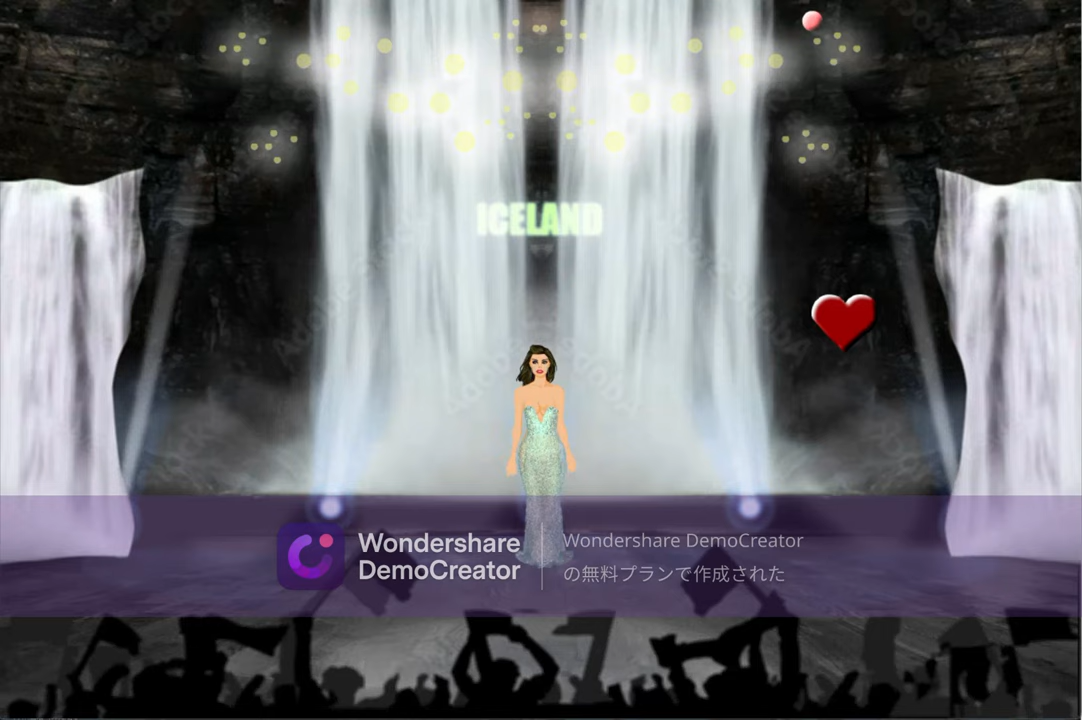 ICELAND
Wondershare
DemoCreator
Wondershare DemoCreator
の無料プランで作成された